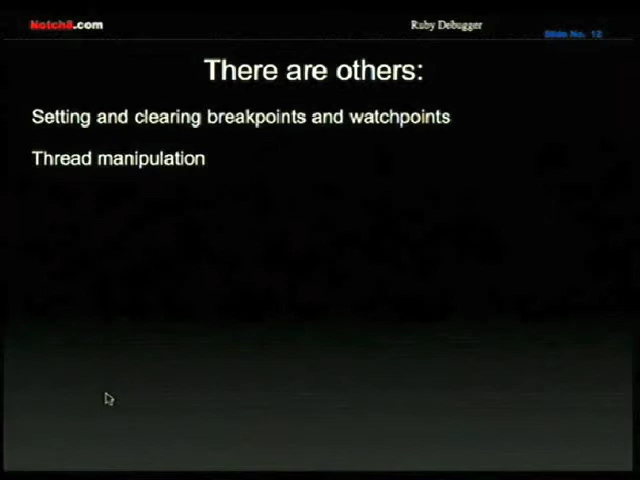 Notch8.com
Ruby Debugger
Slide No. 12
There are others:
Setting and clearing breakpoints and watchpoints
Thread manipulation